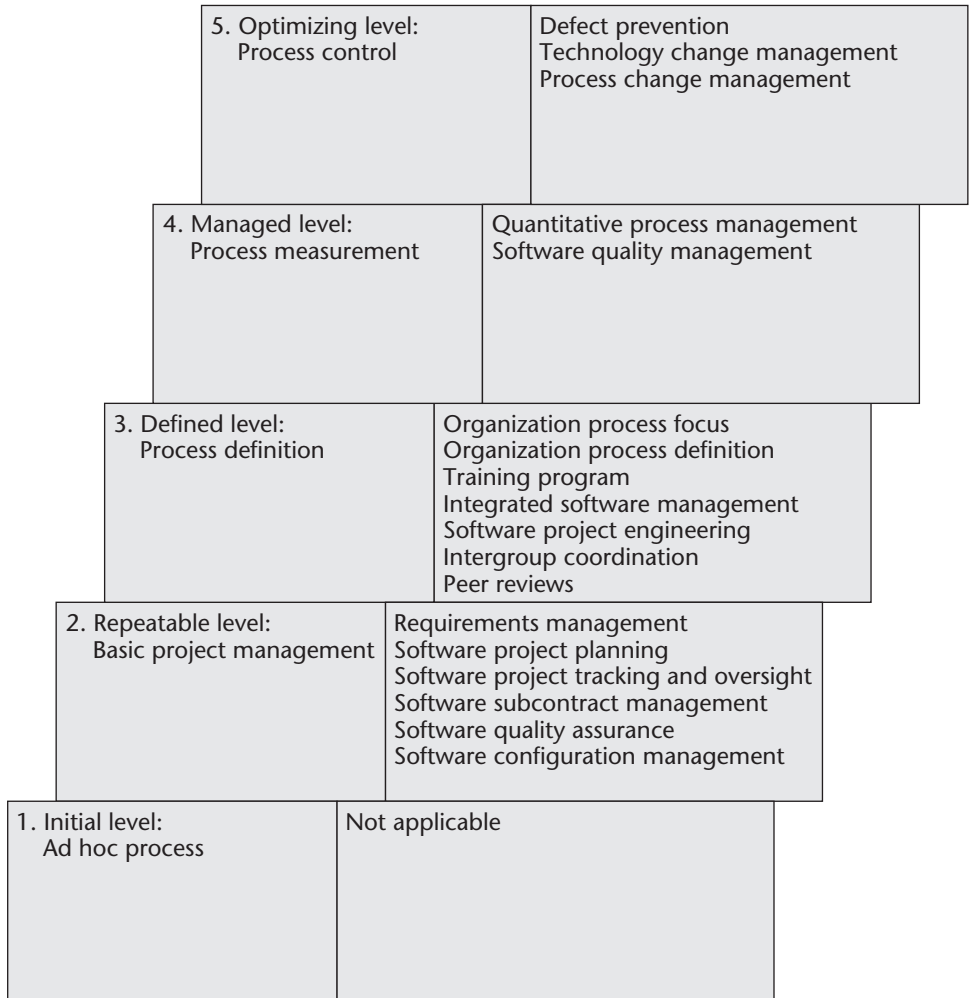 5. Optimizing level:
Process control
Defect prevention
Technology change management
Process change management
4. Managed level:
Process measurement
Quantitative process management
Software quality management
3. Defined level:
Process definition
Organization process focus
Organization process definition
Training program
Integrated software management
Software project engineering
Intergroup coordination
Peer reviews
2. Repeatable level:
Basic project management
Requirements management
Software project planning
Software project tracking and oversight
Software subcontract management
Software quality assurance
Software configuration management
1. Initial level:
Ad hoc process
Not applicable